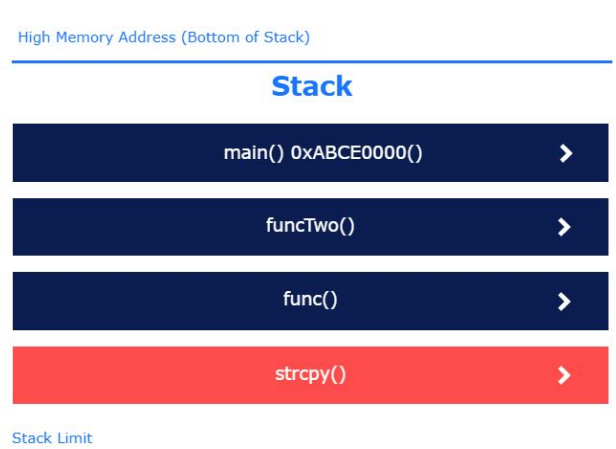 High Memory Address (Bottom of Stack)
Stack
main() 0xABCE0000()
funcTwo()
func()
strcpy()
Stack Limit